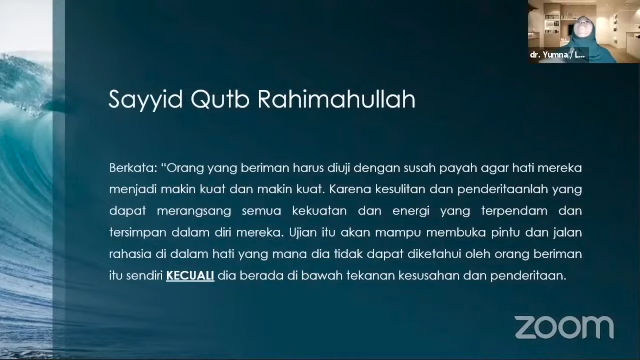 dr. Yumna / L...
Sayyid Qutb Rahimahullah
Berkata: “Orang yang beriman harus diuji dengan susah payah agar hati mereka
menjadi makin kuat dan makin kuat. Karena kesulitan dan penderitaanlah yang
dapat merangsang semua kekuatan dan energi yang terpendam dan
tersimpan dalam diri mereka. Ujian itu akan mampu membuka pintu dan jalan
rahasia di dalam hati yang mana dia tidak dapat diketahui oleh orang beriman
itu sendiri KECUALI dia berada di bawah tekanan kesusahan dan penderitaan.
zoom